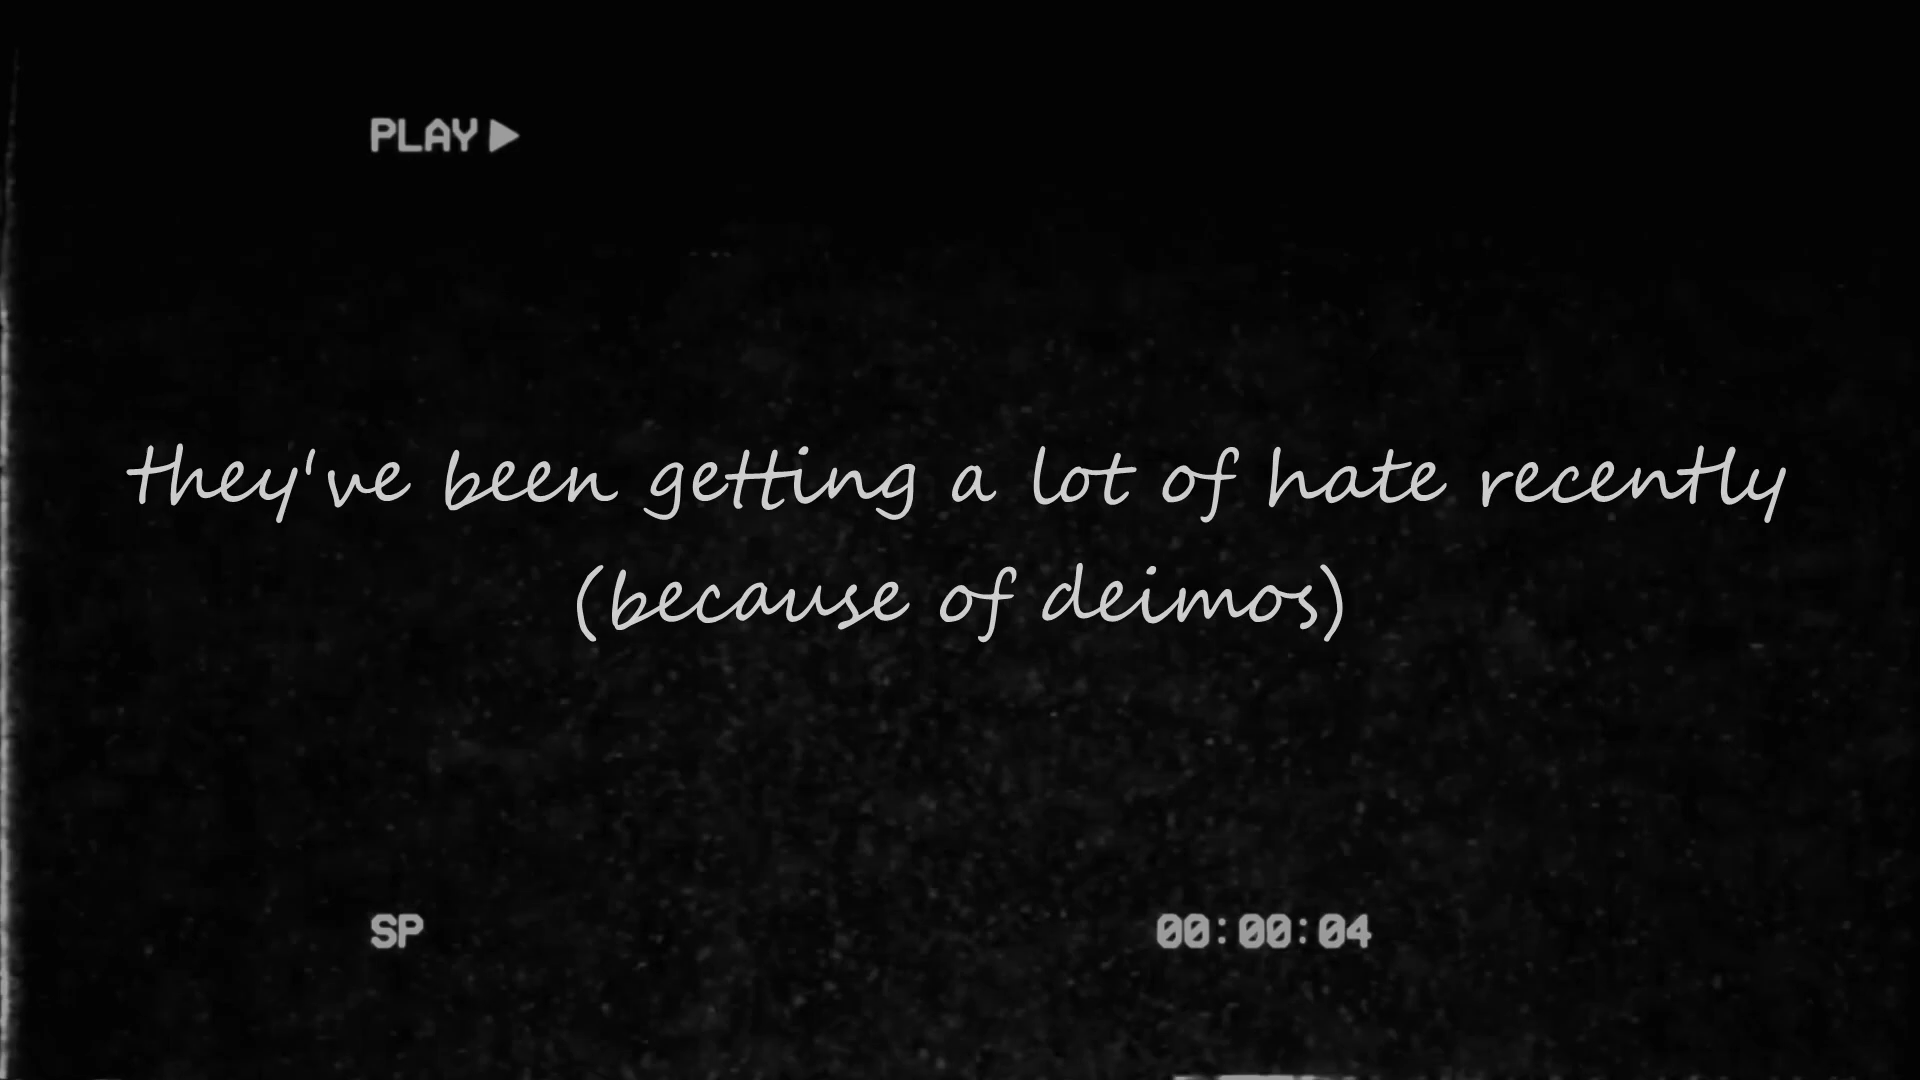 PLAY ▶
they've been getting a lot of hate recently
(because of deimos)
SP
00:00:04